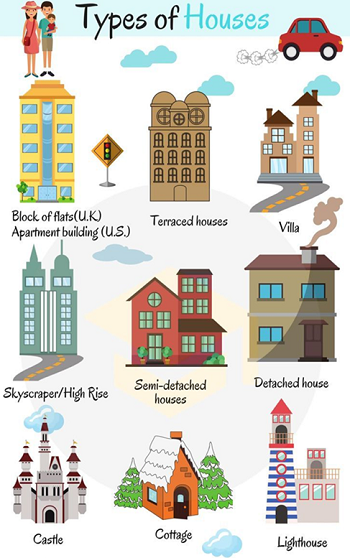 Types of Houses
Block of flats(U.K)
Apartment building (U.S.)
Terraced houses
Villa
Skyscraper/High Rise
Semi-detached
houses
Detached house
Castle
Cottage
Lighthouse